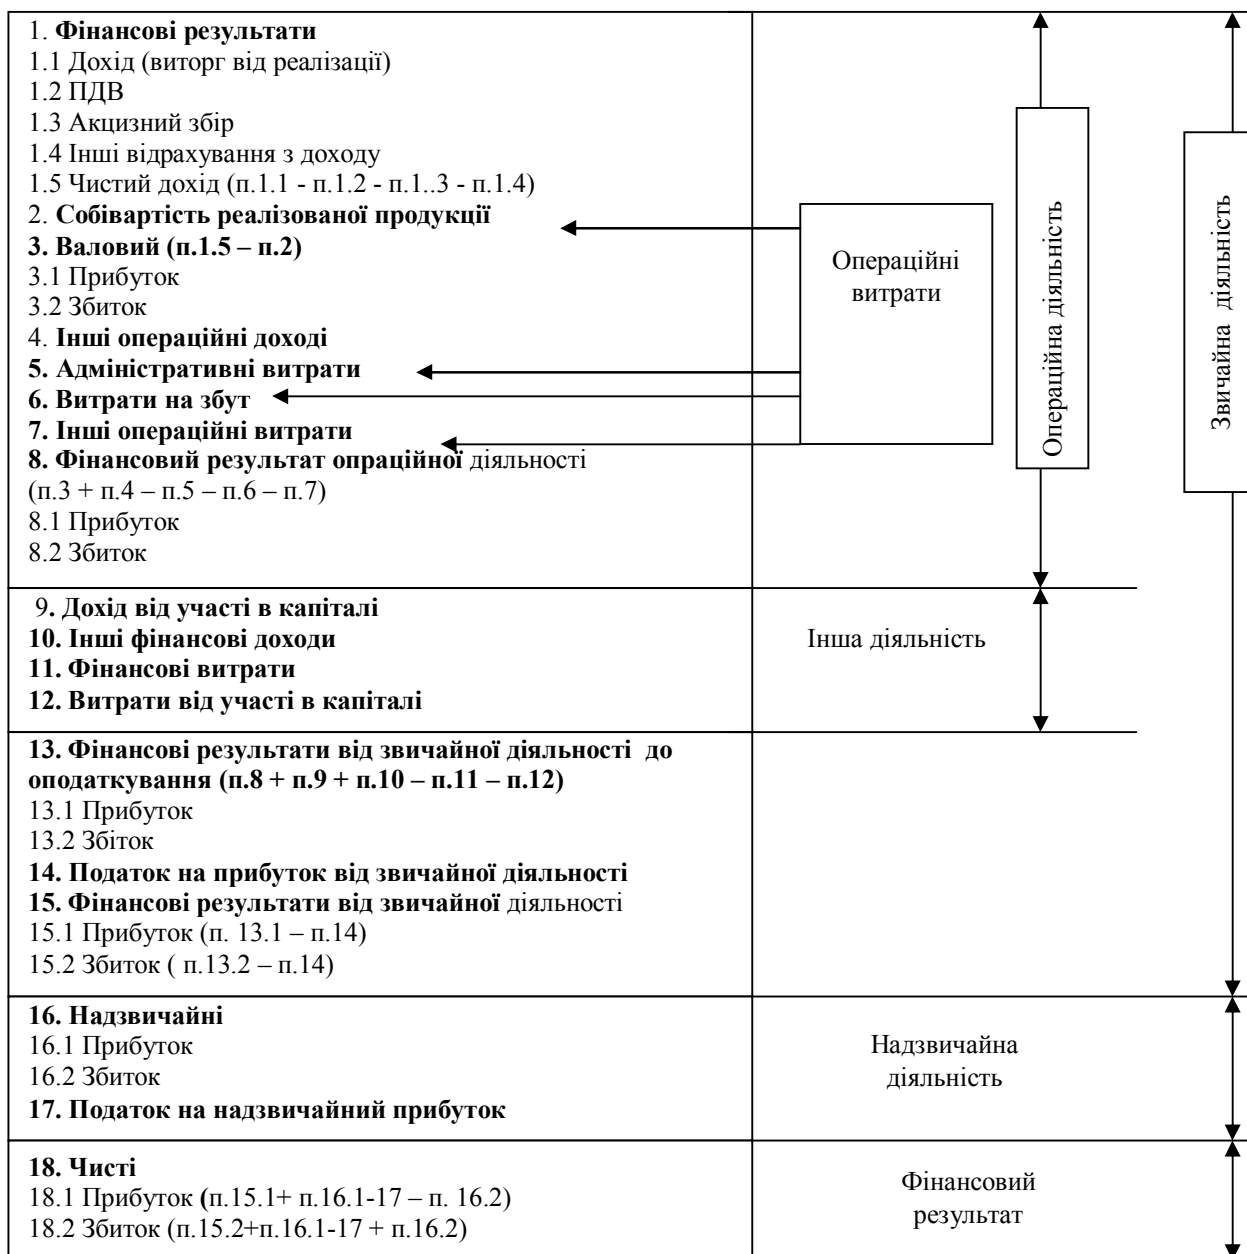 1. Фінансові результати
1.1 Дохід (виторг від реалізації)
1.2 ПДВ
1.3 Акцизний збір
1.4 Інші відрахування з доходу
1.5 Чистий дохід (п.1.1 - п.1.2 - п.1..3 - п.1.4)
2. Собівартість реалізованої продукції
3. Валовий (п.1.5 – п.2)
3.1 Прибуток
3.2 Збиток
4. Інші операційні доході
5. Адміністративні витрати
6. Витрати на збут
7. Інші операційні витрати
8. Фінансовий результат опраційної діяльності
(п.3 + п.4 – п.5 – п.6 – п.7)
8.1 Прибуток
8.2 Збиток
Операційні
витрати
Операційна діяльність
Звичайна діяльність
9. Дохід від участі в капіталі
10. Інші фінансові доходи
11. Фінансові витрати
12. Витрати від участі в капіталі
Інша діяльність
13. Фінансові результати від звичайної діяльності до
оподаткування (п.8 + п.9 + п.10 – п.11 – п.12)
13.1 Прибуток
13.2 Збіток
14. Податок на прибуток від звичайної діяльності
15. Фінансові результати від звичайної діяльності
15.1 Прибуток (п. 13.1 – п.14)
15.2 Збиток ( п.13.2 – п.14)
16. Надзвичайні
16.1 Прибуток
16.2 Збиток
17. Податок на надзвичайний прибуток
Надзвичайна
діяльність
18. Чисті
18.1 Прибуток (п.15.1+ п.16.1-17 – п. 16.2)
18.2 Збиток (п.15.2+п.16.1-17 + п.16.2)
Фінансовий
результат